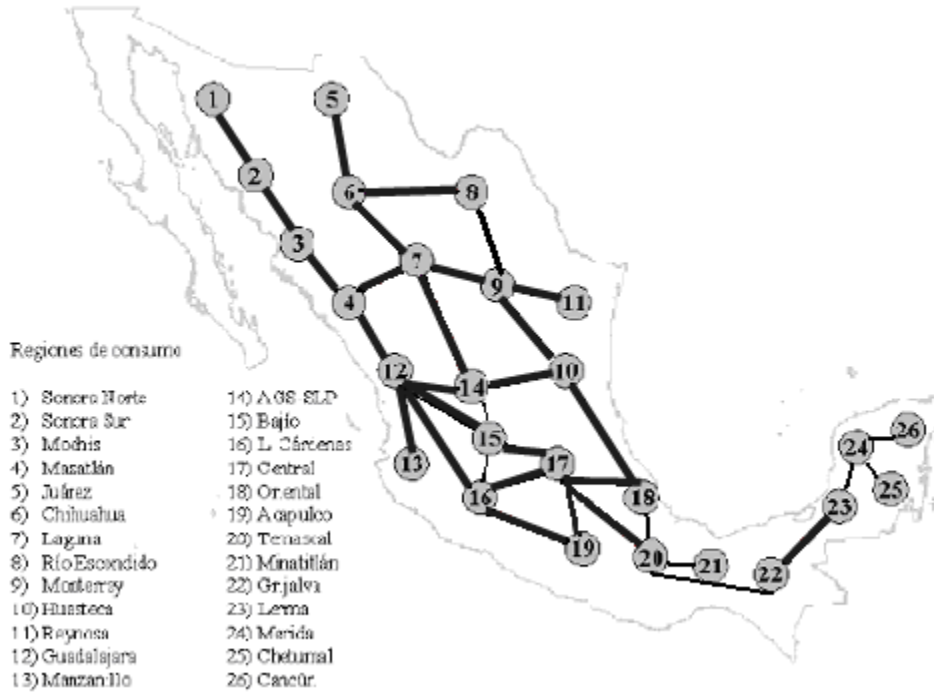 1
5
2
6
8
3
7
9
11
4
12
14
10
15
13
17
16
18
19
20
21
22
23
24
25
26
Regiones de consumo
1) Sonora Norte
2) Sonora Sur
3) Mochis
4) Masatlán
5) Juárez
6) Chihuahua
7) Laguna
8) Río Escondido
9) Monterrey
10) Huasteca
11) Reynosa
12) Guadalajara
13) Manzanillo
14) AGS-SLP
15) Bajío
16) L. Cárdenas
17) Central
18) Oriental
19) Acapulco
20) Temascal
21) Minatitlán
22) Grijalva
23) Lerma
24) Merida
25) Chetumal
26) Cancún